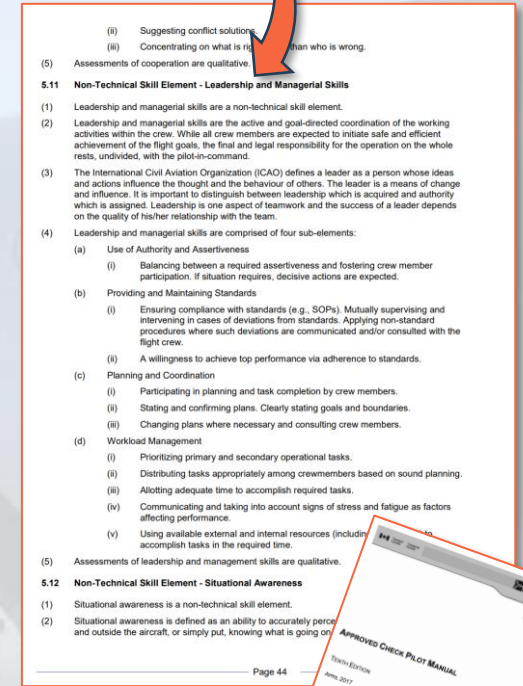 (ii) Suggesting conflict solutions.
(iii) Concentrating on what is than who is wrong.
(5) Assessments of cooperation are qualitative.
5.11 Non-Technical Skill Element - Leadership and Managerial Skills
(1) Leadership and managerial skills are a non-technical skill element.
(2) Leadership and managerial skills are the active and goal-directed coordination of the working
activities within the crew. While all crew members are expected to initiate safe and efficient
achievement of the flight goals, the final and legal responsibility for the operation on the whole
rests, undivided, with the pilot-in-command.
(3) The International Civil Aviation Organization (ICAO) defines a leader as a person whose ideas
and actions influence the thought and the behaviour of others. The leader is a means of change
and influence. It is important to distinguish between leadership which is acquired and authority
which is assigned. Leadership is one aspect of teamwork and the success of a leader depends
on the quality of his/her relationship with the team.
(4) Leadership and managerial skills are comprised of four sub-elements:
(a) Use of Authority and Assertiveness
(i) Balancing between a required assertiveness and fostering crew member
participation. If situation requires, decisive actions are expected.
(b) Providing and Maintaining Standards
(i) Ensuring compliance with standards (e.g., SOPs). Mutually supervising and
intervening in cases of deviations from standards. Applying non-standard
procedures where such deviations are communicated and/or consulted with the
flight crew.
(ii) A willingness to achieve top performance via adherence to standards.
(c) Planning and Coordination
(i) Participating in planning and task completion by crew members.
(ii) Stating and confirming plans. Clearly stating goals and boundaries.
(iii) Changing plans where necessary and consulting crew members.
(d) Workload Management
(i) Prioritizing primary and secondary operational tasks.
(ii) Distributing tasks appropriately among crewmembers based on sound planning.
(iii) Allotting adequate time to accomplish required tasks.
(iv) Communicating and taking into account signs of stress and fatigue as factors
affecting performance.
(v) Using available external and internal resources to
accomplish tasks in the required time.
(5) Assessments of leadership and management skills are qualitative.
5.12 Non-Technical Skill Element - Situational Awareness
(1) Situational awareness is a non-technical skill element.
(2) Situational awareness is defined as an ability to accurately
and outside the aircraft, or simply put, knowing what is going on
Page 44
APPROVED CHECK PILOT MANUAL
TENTH EDITION
APRIL 2017